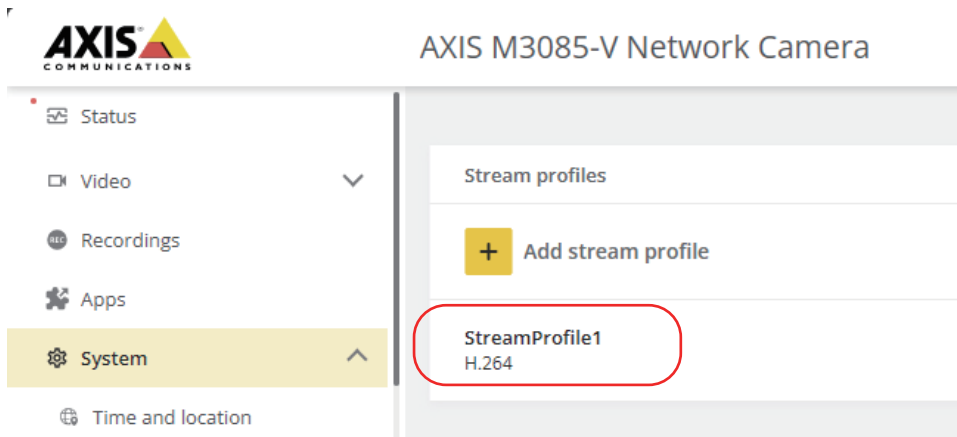 AXIS
COMMUNICATIONS
AXIS M3085-V Network Camera
Status
Video
REC Recordings
Apps
System
Time and location
Stream profiles
+ Add stream profile
StreamProfile1
H.264